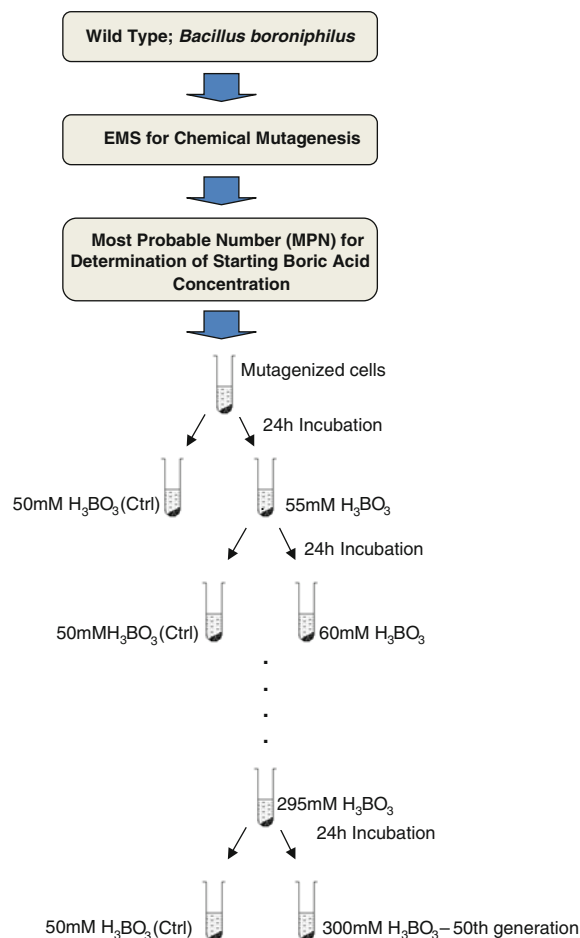 Wild Type; Bacillus boroniphilus
EMS for Chemical Mutagenesis
Most Probable Number (MPN) for
Determination of Starting Boric Acid
Concentration
Mutagenized cells
24h Incubation
50mM H₃BO₃(Ctrl)
55mM H₃BO₃
24h Incubation
50mMH₃BO₃(Ctrl)
60mM H₃BO₃
295mM H₃BO₃
24h Incubation
50mM H₃BO₃(Ctrl)
300mM H₃BO₃–50th generation